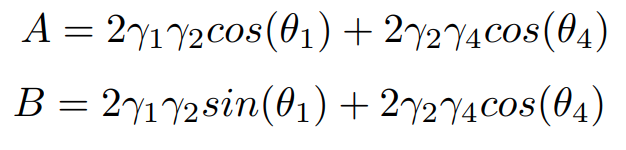 A = 2γ₁γ₂cos(θ₁) + 2γ₂γ₄cos(θ₄)
B = 2γ₁γ₂sin(θ₁) + 2γ₂γ₄cos(θ₄)